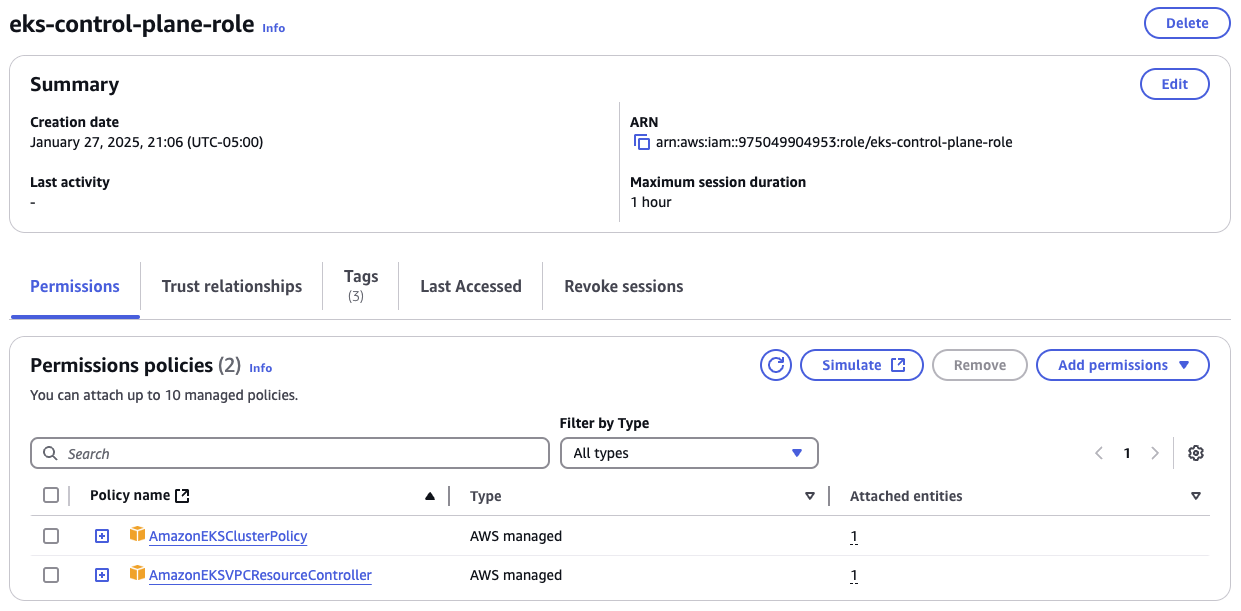 eks-control-plane-role Info
Delete
Summary
Edit
Creation date
January 27, 2025, 21:06 (UTC-05:00)
ARN
arn:aws:iam::975049904953:role/eks-control-plane-role
Last activity
-
Maximum session duration
1 hour
Permissions
Trust relationships
Tags
(3)
Last Accessed
Revoke sessions
Permissions policies (2) Info
Simulate
Remove
Add permissions
You can attach up to 10 managed policies.
Filter by Type
Search
All types
1
Policy name
Type
Attached entities
AmazonEKSClusterPolicy
AWS managed
1
AmazonEKSVPCResourceController
AWS managed
1